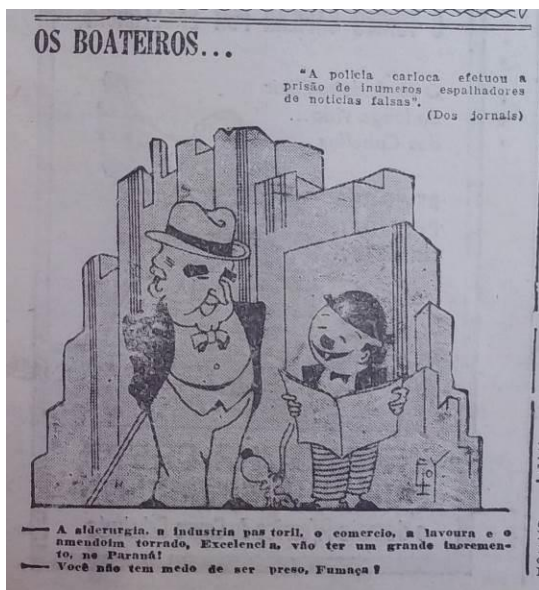 OS BOATEIROS...
"A policia carioca efetuou a
prisão de inumeros espalhadores
de noticias falsas".
(Dos jornais)
— A siderurgia, a industria pastoril, o comercio, a lavoura e o
amendoim torrado, Excelencia, vão ter um grande incremen-
to, no Paraná!
— Você não tem medo de ser preso, Fumaça?